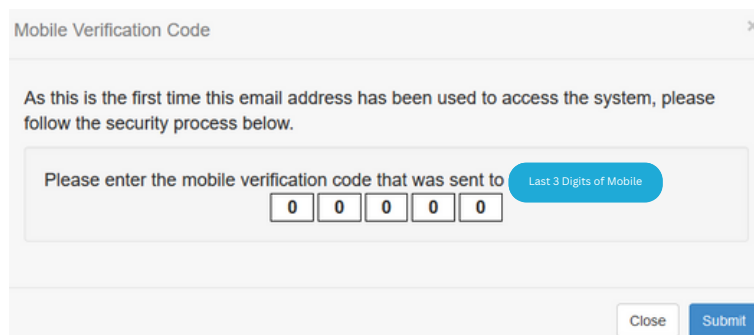 Mobile Verification Code ×
As this is the first time this email address has been used to access the system, please
follow the security process below.
Please enter the mobile verification code that was sent to Last 3 Digits of Mobile
0 0 0 0 0
Close Submit